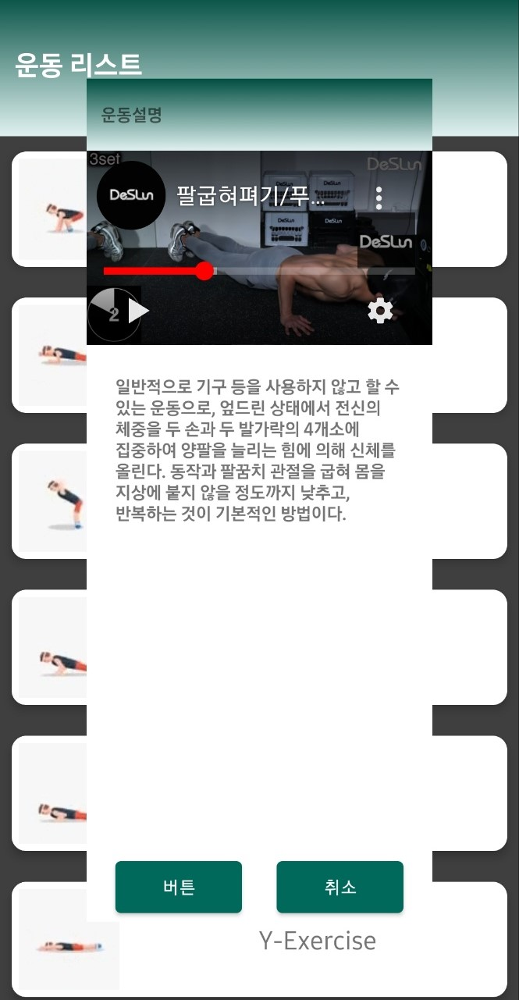 운동 리스트
운동설명
3set
DeSLun
DeSLun
팔굽혀펴기/푸...
DeSLun
DeSLun
DeSLun
2
일반적으로 기구 등을 사용하지 않고 할 수
있는 운동으로, 엎드린 상태에서 전신의
체중을 두 손과 두 발가락의 4개소에
집중하여 양팔을 늘리는 힘에 의해 신체를
올린다. 동작과 팔꿈치 관절을 굽혀 몸을
지상에 붙지 않을 정도까지 낮추고,
반복하는 것이 기본적인 방법이다.
버튼
취소
Y-Exercise